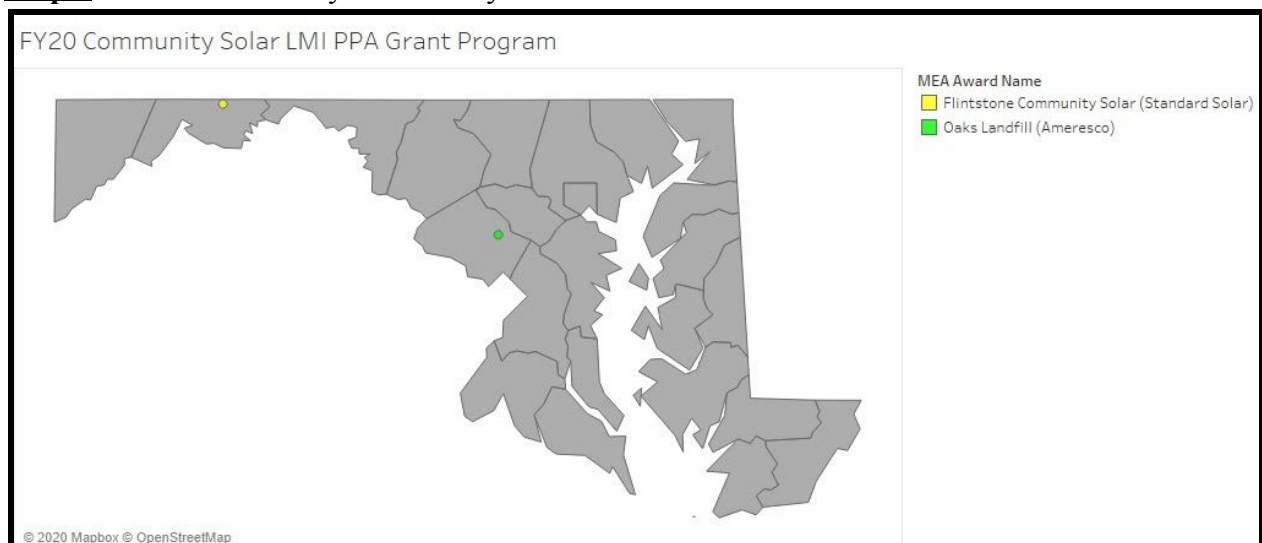 FY20 Community Solar LMI PPA Grant Program
MEA Award Name
Flintstone Community Solar (Standard Solar)
Oaks Landfill (Ameresco)
© 2020 Mapbox © OpenStreetMap